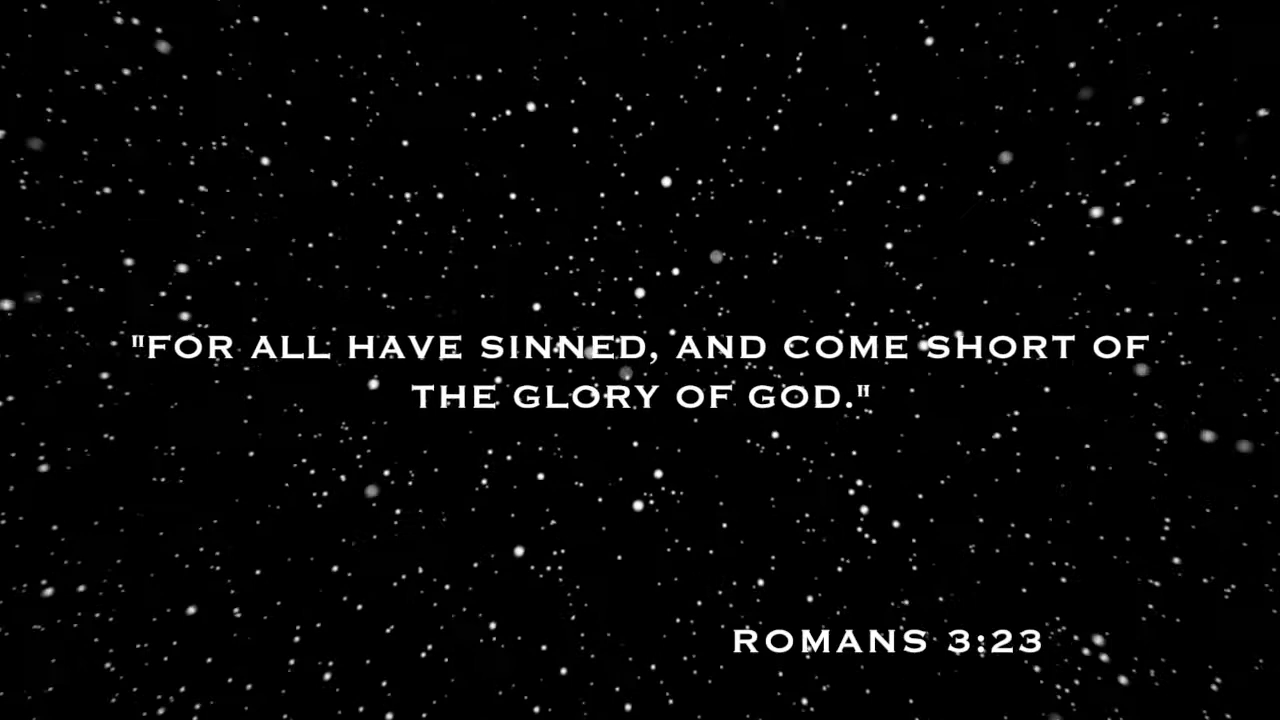 "FOR ALL HAVE SINNED, AND COME SHORT OF
THE GLORY OF GOD."
ROMANS 3:23